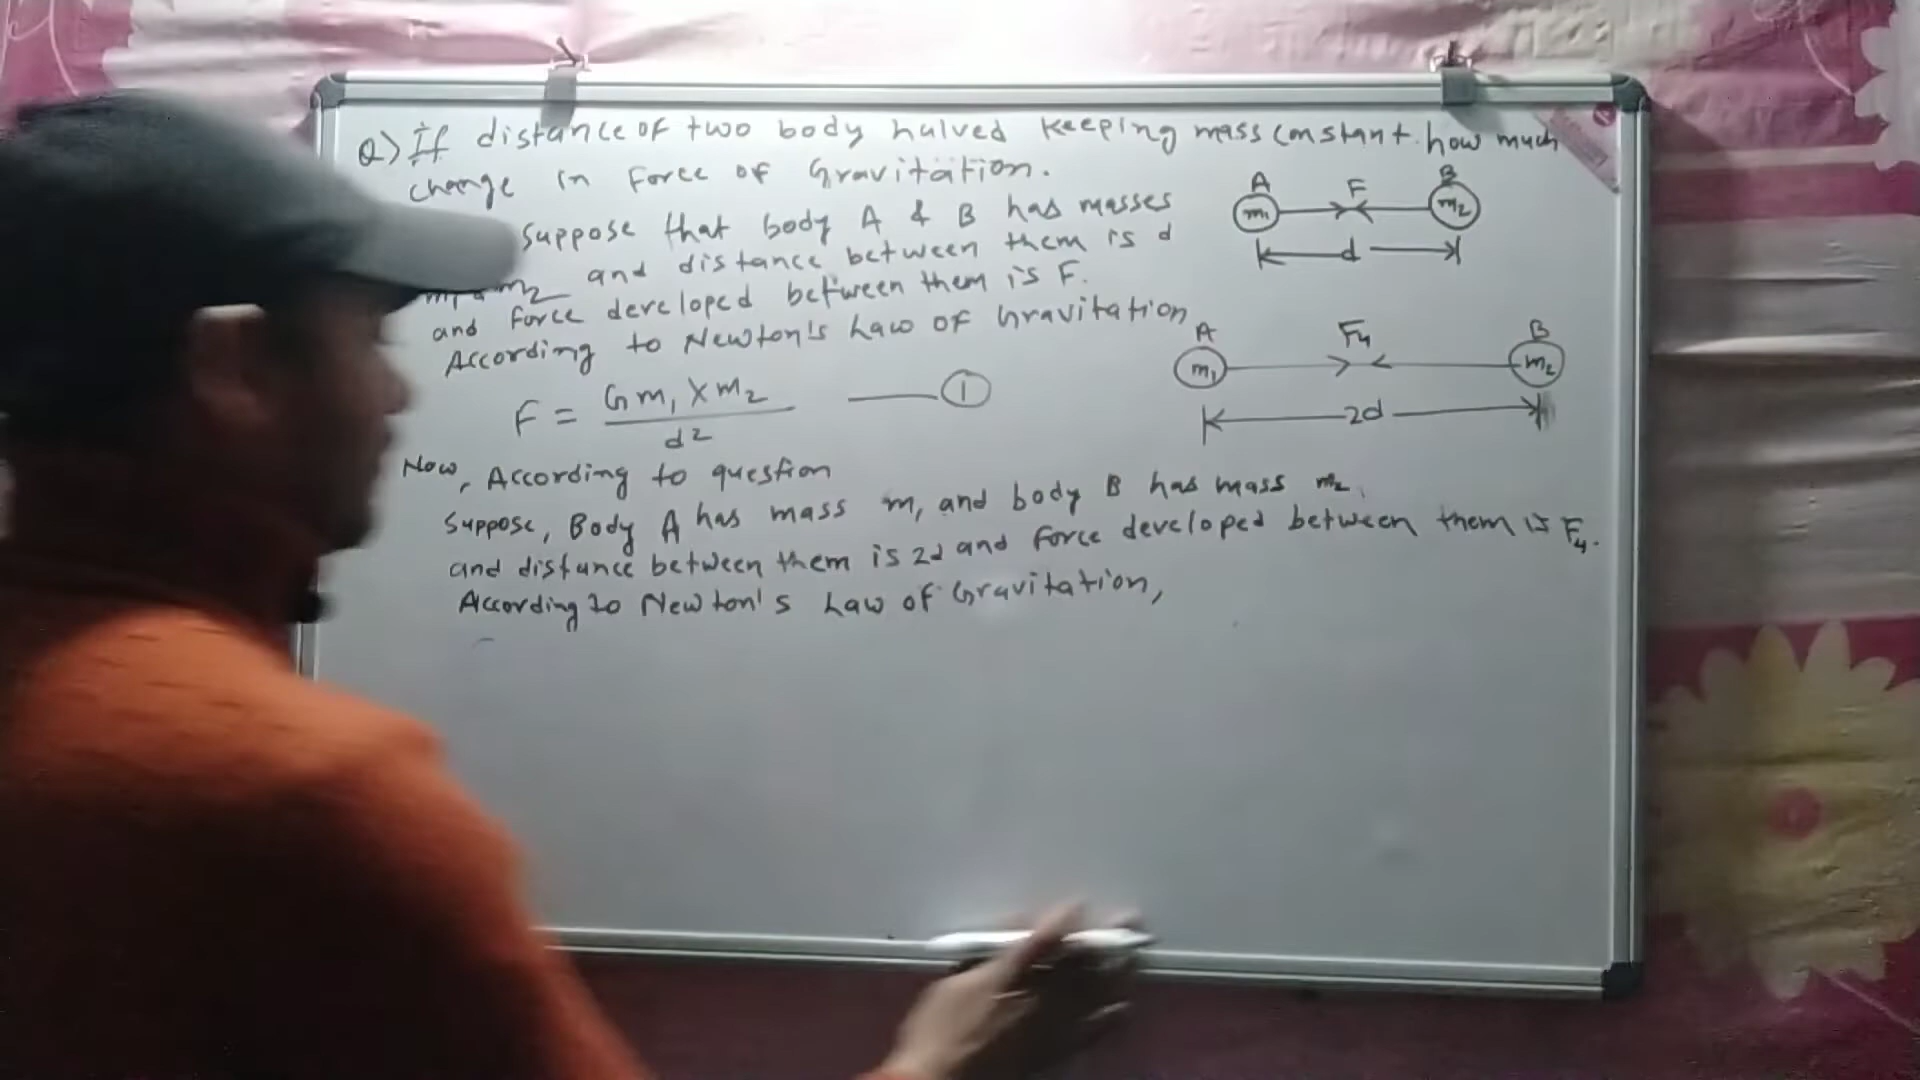 Q) If distance of two body halved keeping mass constant. how much
change in Force of Gravitation.
Suppose that body A & B has masses
m₁ & m₂ and distance between them is d
and force developed between them is F.
According to Newton's Law of Gravitation
F = Gm₁ X m₂ / d² ——— ①
A F B
m₁ m₂
d
A F₄ B
m₁ m₂
2d
Now, According to question
Suppose, Body A has mass m₁ and body B has mass m₂.
and distance between them is 2d and force developed between them is F₄.
According to Newton's Law of Gravitation,